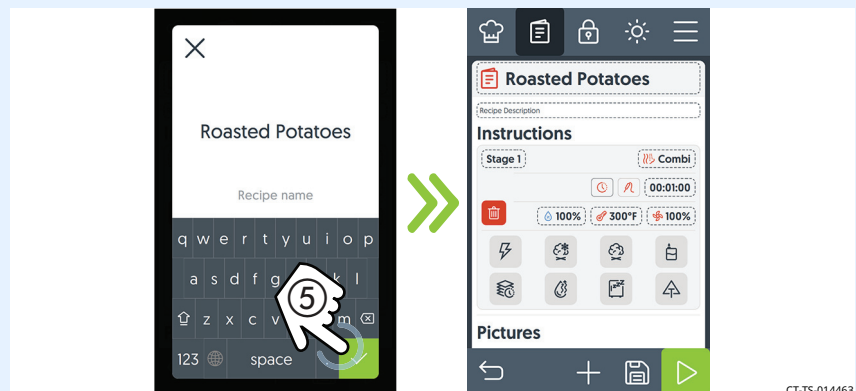 Roasted Potatoes
Recipe name
q w e r t y u i o p
a s d f g k l
z x c v m
123 space
5
Roasted Potatoes
Recipe Description
Instructions
Stage 1 Combi
00:01:00
100% 300°F 100%
Pictures
CT-TS-014463